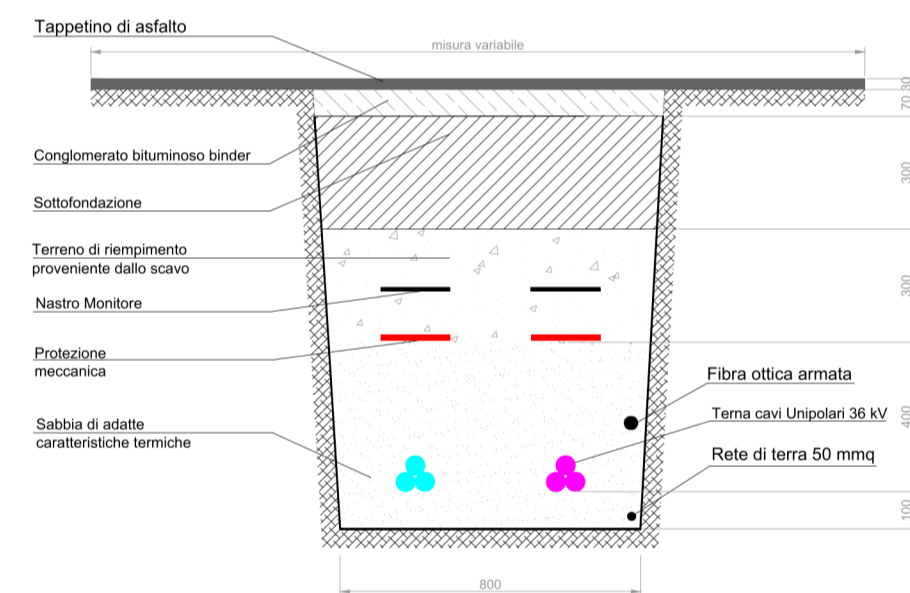 Tappetino di asfalto
misura variabile
30
70
Conglomerato bituminoso binder
300
Sottofondazione
Terreno di riempimento
proveniente dallo scavo
Nastro Monitore
300
Protezione
meccanica
Fibra ottica armata
Terna cavi Unipolari 36 kV
400
Sabbia di adatte
caratteristiche termiche
Rete di terra 50 mmq
100
800